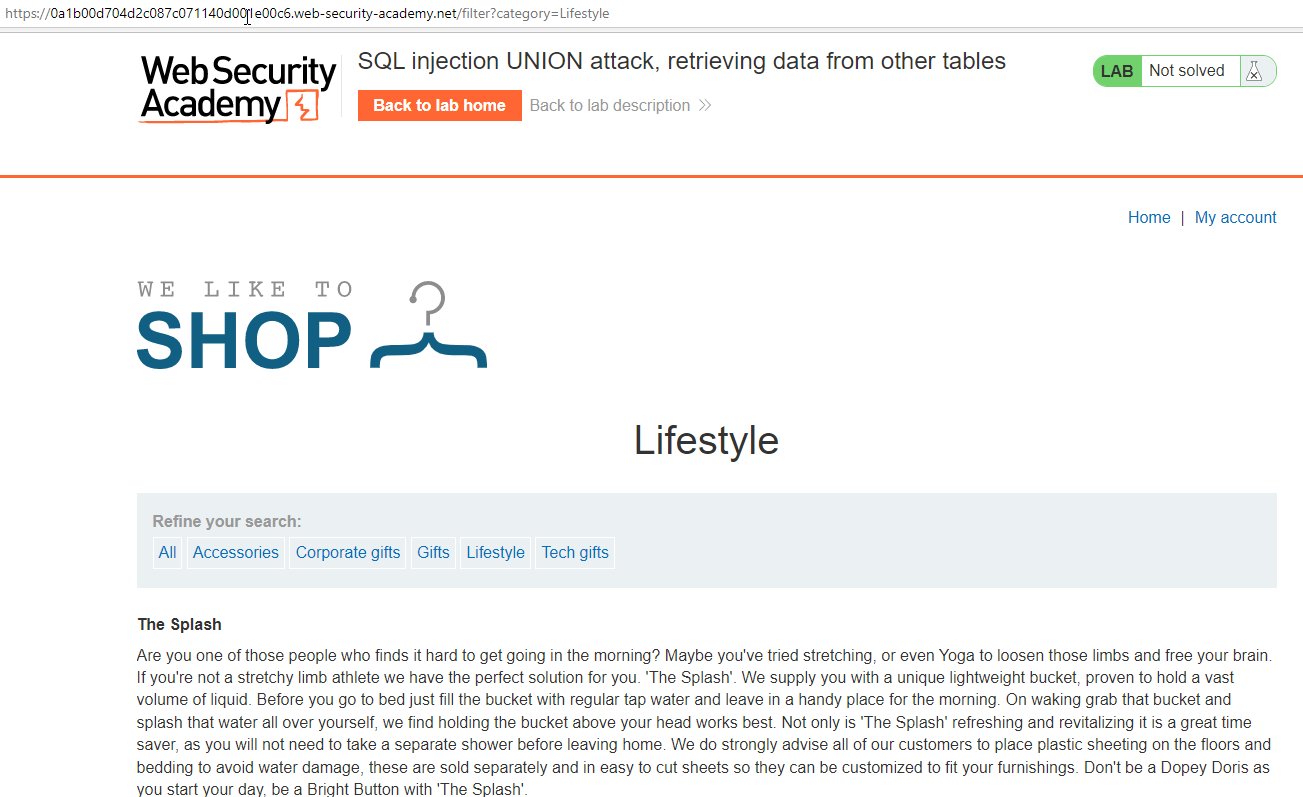 https://0a1b00d704d2c087c071140d001e00c6.web-security-academy.net/filter?category=Lifestyle
Web Security
Academy
SQL injection UNION attack, retrieving data from other tables
Back to lab home
Back to lab description
LAB
Not solved
Home | My account
WE LIKE TO
SHOP
Lifestyle
Refine your search:
All
Accessories
Corporate gifts
Gifts
Lifestyle
Tech gifts
The Splash
Are you one of those people who finds it hard to get going in the morning? Maybe you've tried stretching, or even Yoga to loosen those limbs and free your brain.
If you're not a stretchy limb athlete we have the perfect solution for you. 'The Splash'. We supply you with a unique lightweight bucket, proven to hold a vast
volume of liquid. Before you go to bed just fill the bucket with regular tap water and leave in a handy place for the morning. On waking grab that bucket and
splash that water all over yourself, we find holding the bucket above your head works best. Not only is 'The Splash' refreshing and revitalizing it is a great time
saver, as you will not need to take a separate shower before leaving home. We do strongly advise all of our customers to place plastic sheeting on the floors and
bedding to avoid water damage, these are sold separately and in easy to cut sheets so they can be customized to fit your furnishings. Don't be a Dopey Doris as
you start your day, be a Bright Button with 'The Splash'.